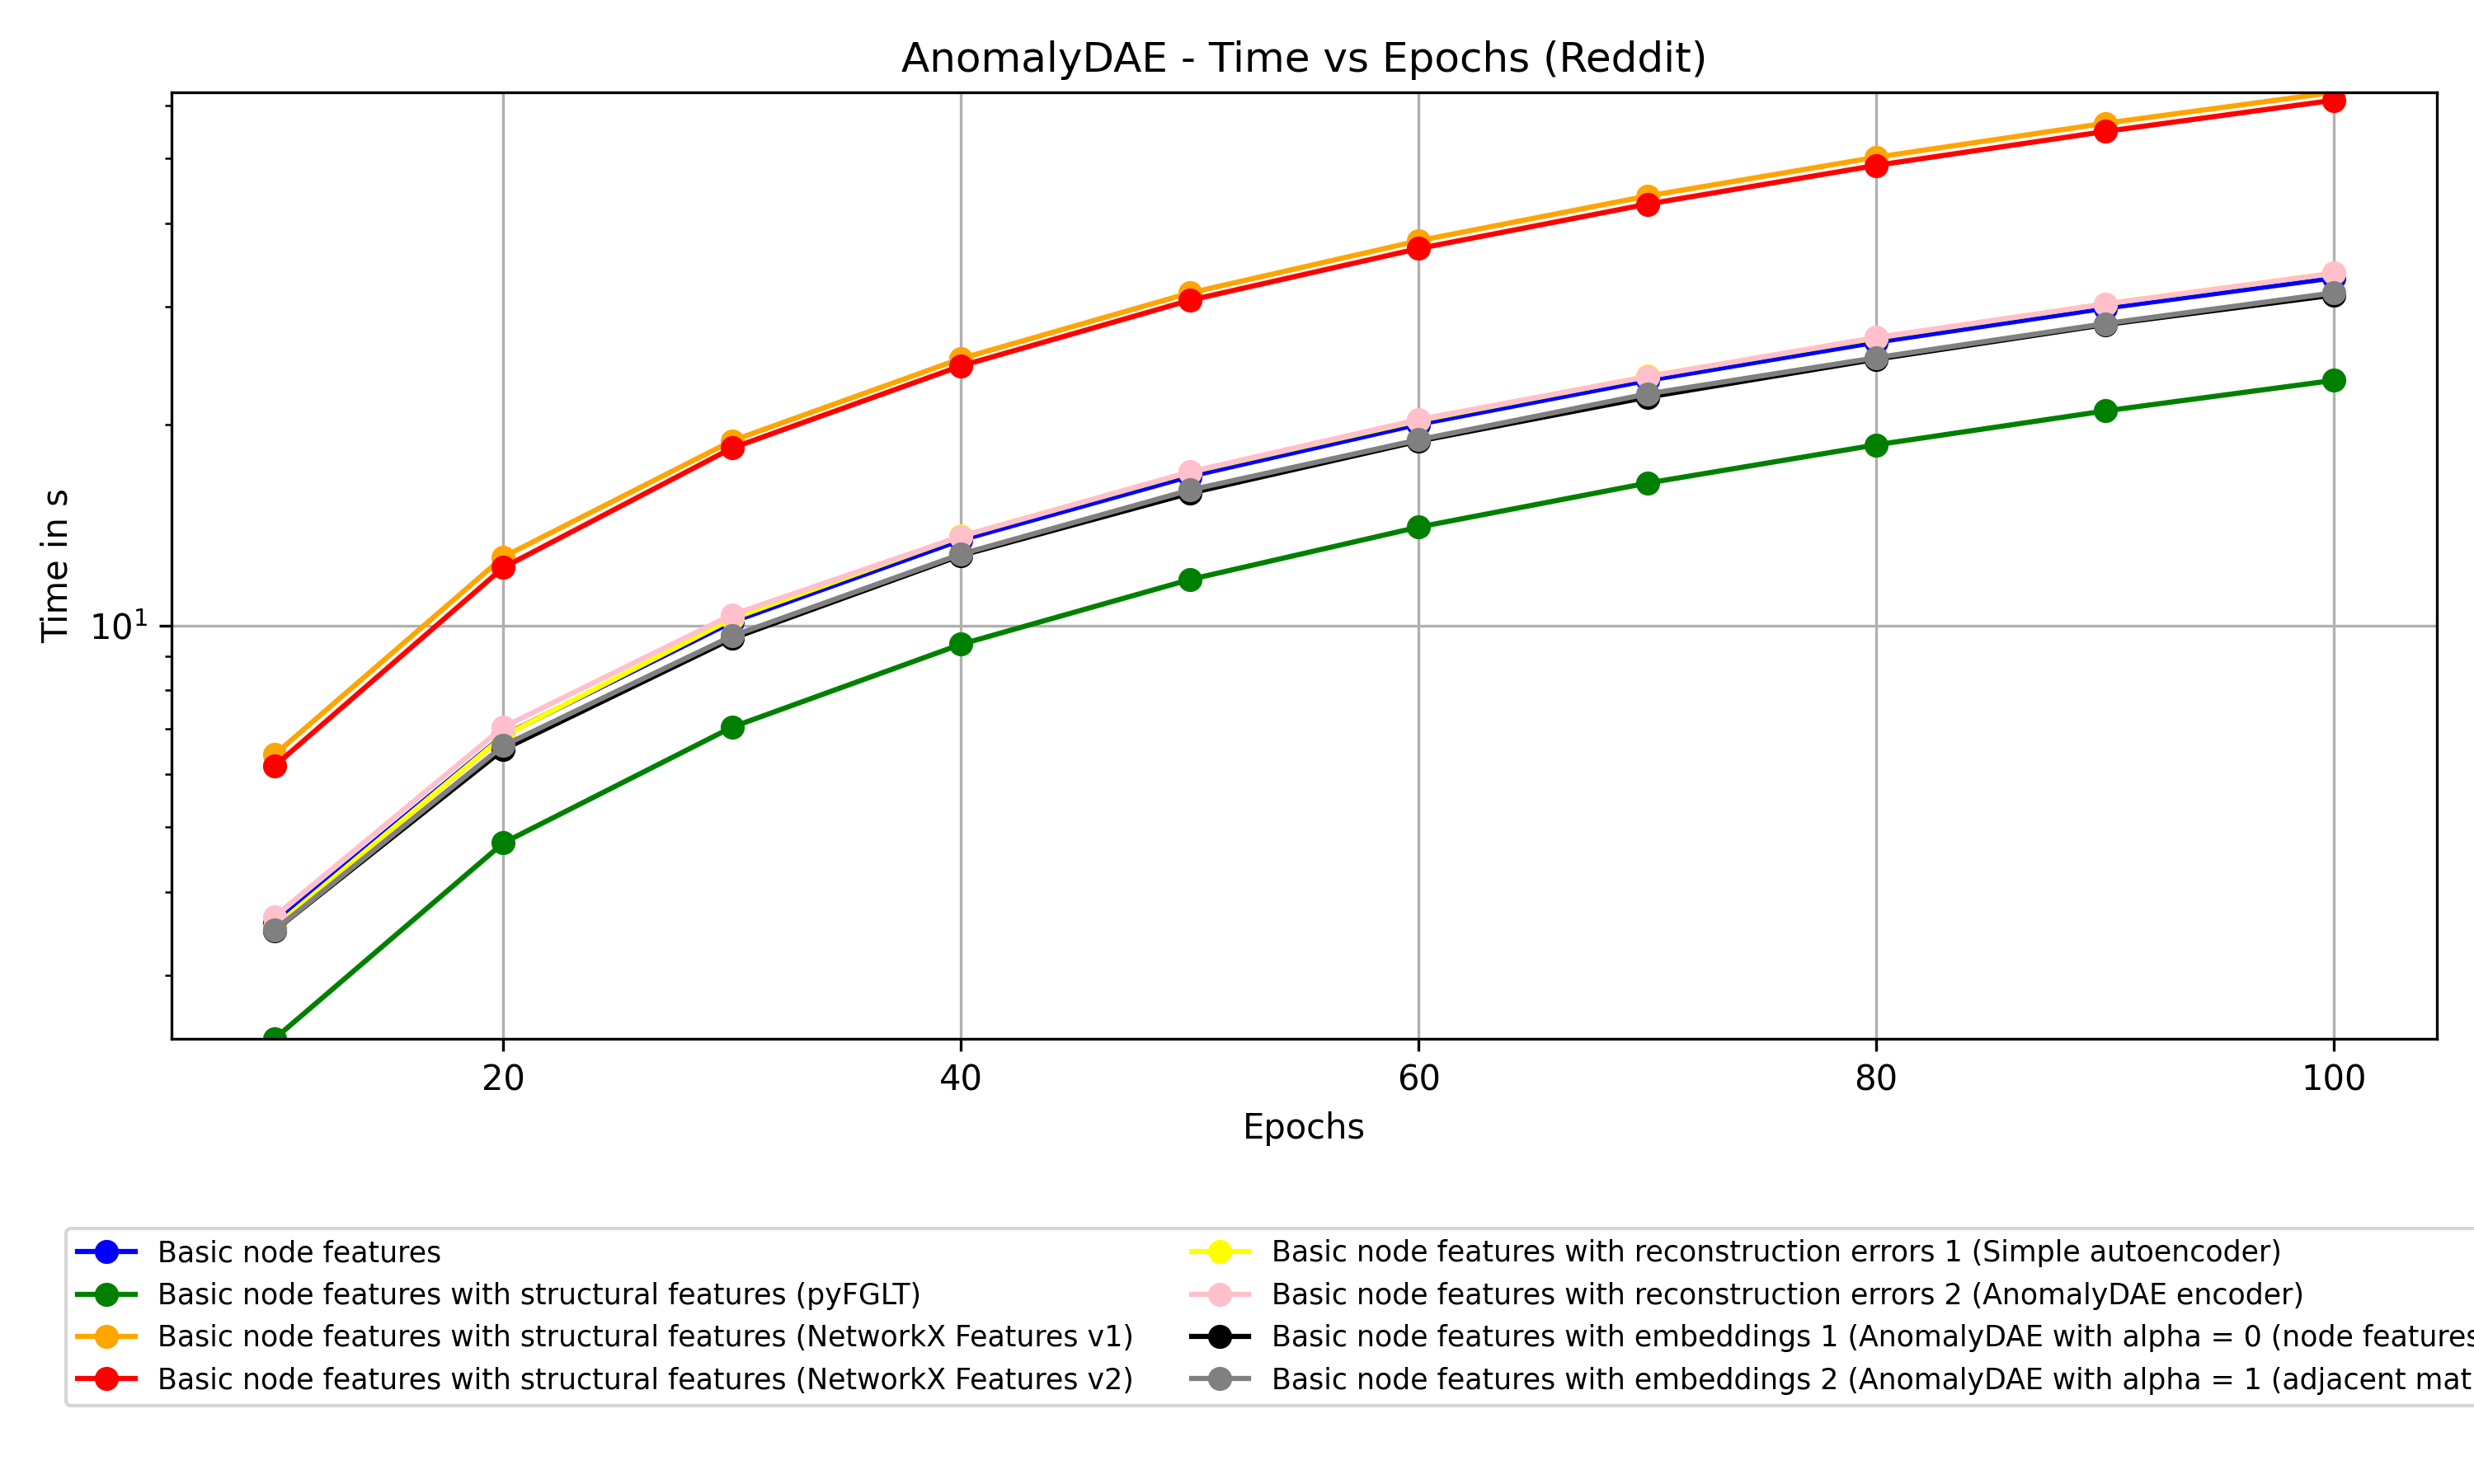 AnomalyDAE - Time vs Epochs (Reddit)
Time in s
10¹
20 40 60 80 100
Epochs
Basic node features
Basic node features with structural features (pyFGLT)
Basic node features with structural features (NetworkX Features v1)
Basic node features with structural features (NetworkX Features v2)
Basic node features with reconstruction errors 1 (Simple autoencoder)
Basic node features with reconstruction errors 2 (AnomalyDAE encoder)
Basic node features with embeddings 1 (AnomalyDAE with alpha = 0 (node features
Basic node features with embeddings 2 (AnomalyDAE with alpha = 1 (adjacent mat